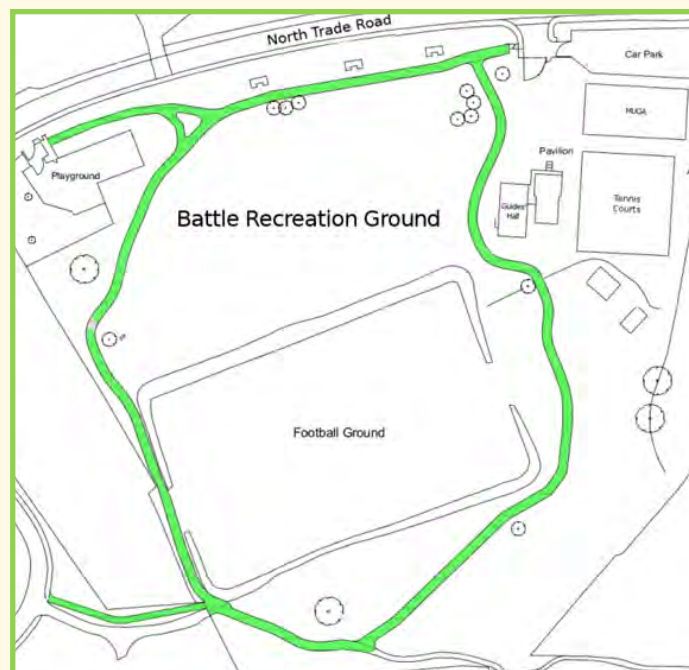 North Trade Road
Car Park
MUGA
Pavilion
Playground
Guides
Hall
Tennis
Courts
Battle Recreation Ground
Football Ground